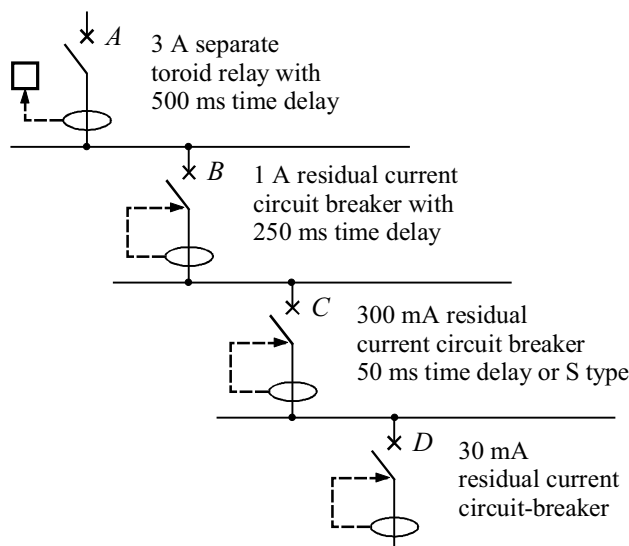 A
3 A separate
toroid relay with
500 ms time delay
B
1 A residual current
circuit breaker with
250 ms time delay
C
300 mA residual
current circuit breaker
50 ms time delay or S type
D
30 mA
residual current
circuit-breaker